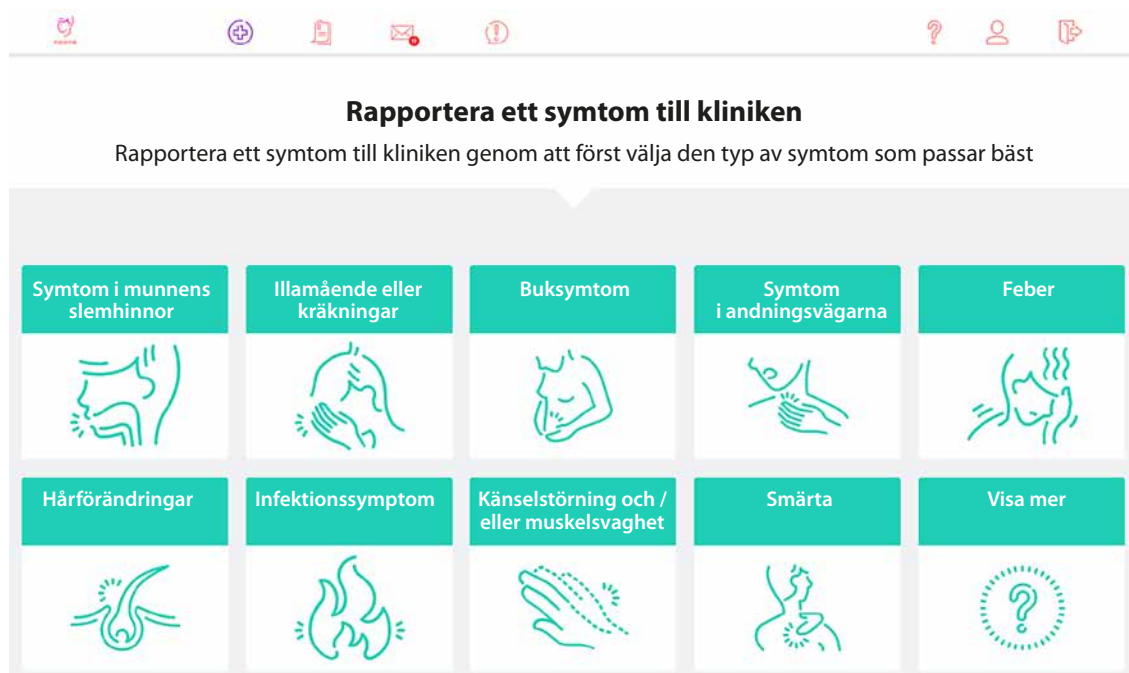 Rapportera ett symtom till kliniken
Rapportera ett symtom till kliniken genom att först välja den typ av symtom som passar bäst
Symtom i munnens
slemhinnor
Illamående eller
kräkningar
Buksymtom
Symtom
i andningsvägarna
Feber
Hårförändringar
Infektionssymptom
Känselstörning och /
eller muskelsvaghet
Smärta
Visa mer